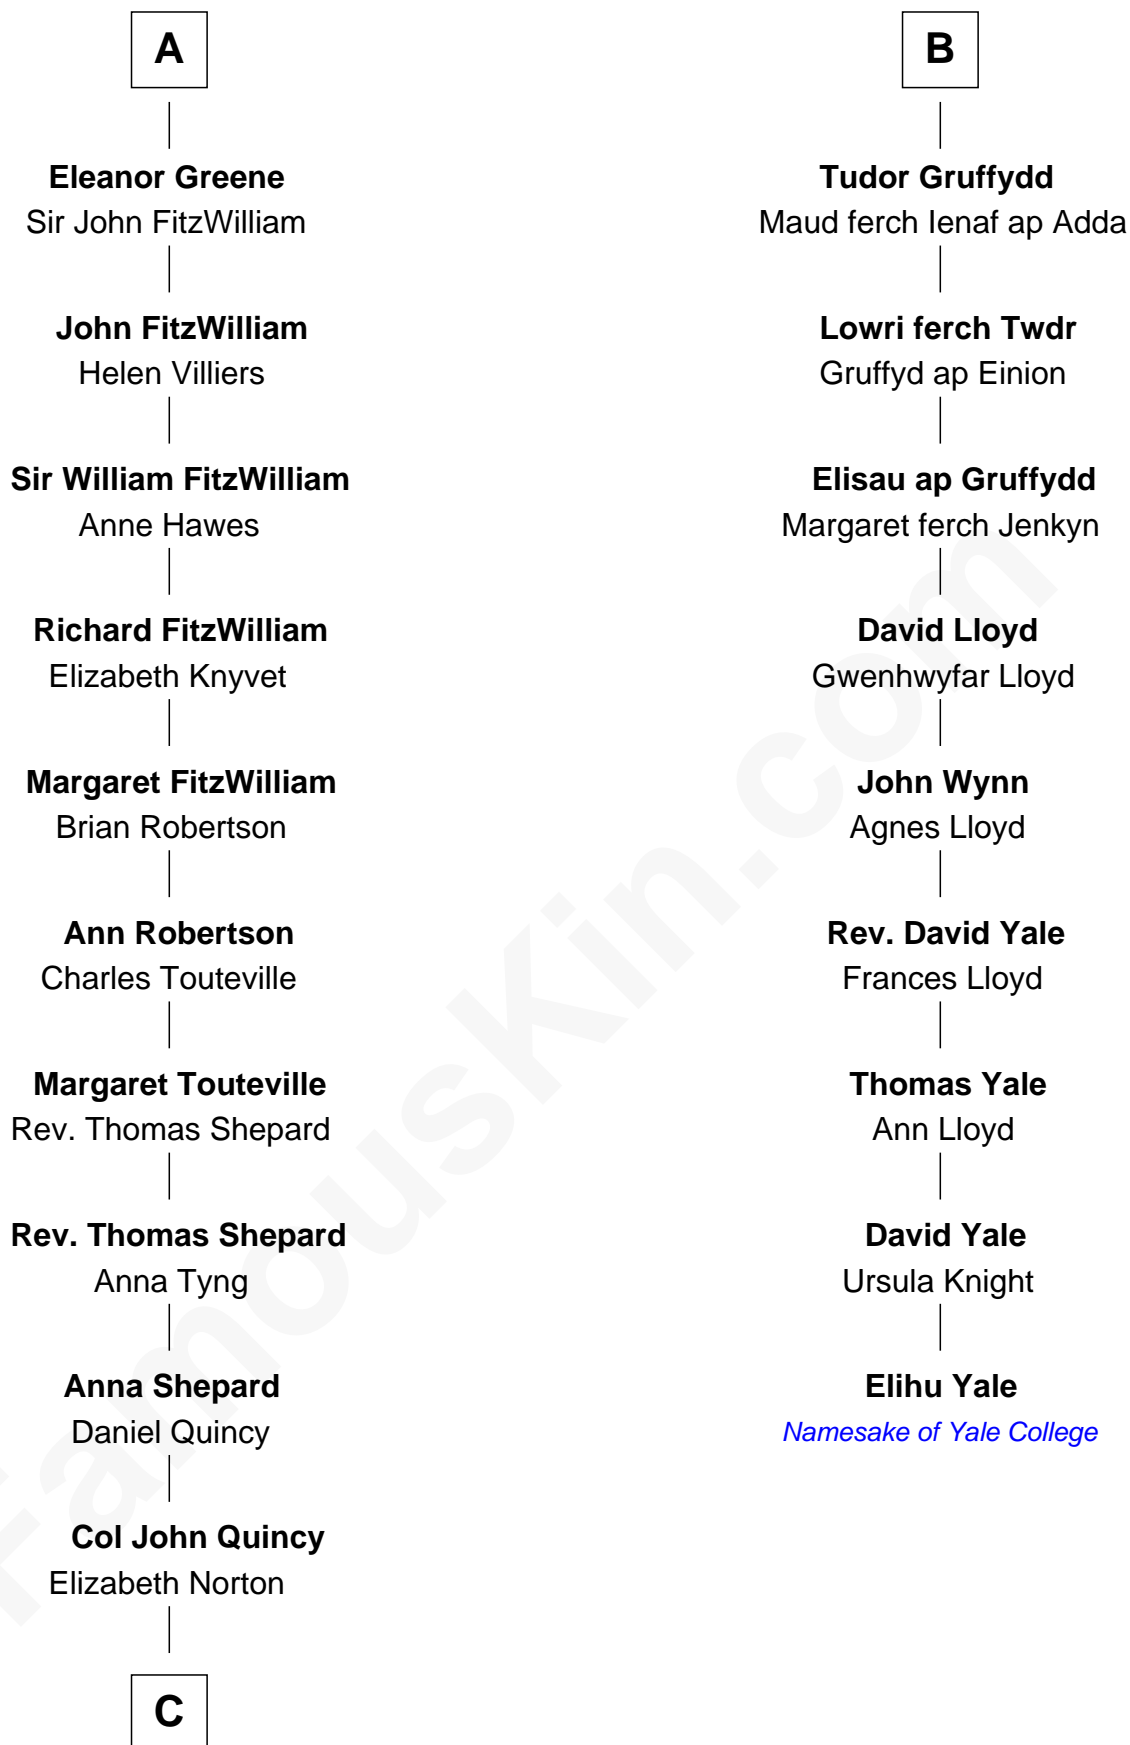 A
Eleanor Greene
Sir John FitzWilliam
John FitzWilliam
Helen Villiers
Sir William FitzWilliam
Anne Hawes
Richard FitzWilliam
Elizabeth Knyvet
Margaret FitzWilliam
Brian Robertson
Ann Robertson
Charles Touteville
Margaret Touteville
Rev. Thomas Shepard
Rev. Thomas Shepard
Anna Tyng
Anna Shepard
Daniel Quincy
Col John Quincy
Elizabeth Norton
C
B
Tudor Gruffydd
Maud ferch Ienaf ap Adda
Lowri ferch Twdr
Gruffyd ap Einion
Elisau ap Gruffydd
Margaret ferch Jenkyn
David Lloyd
Gwenhwyfar Lloyd
John Wynn
Agnes Lloyd
Rev. David Yale
Frances Lloyd
Thomas Yale
Ann Lloyd
David Yale
Ursula Knight
Elihu Yale
Namesake of Yale College
FamousKin.com